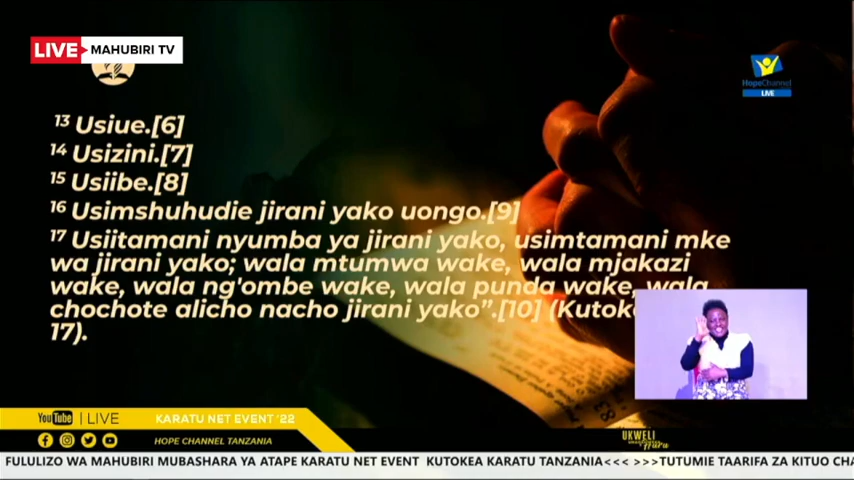 LIVE MAHUBIRI TV
HopeChannel
LIVE
13 Usiue.[6]
14 Usizini.[7]
15 Usiibe.[8]
16 Usimshuhudie jirani yako uongo.[9]
17 Usiitamani nyumba ya jirani yako, usimtamani mke
wa jirani yako; wala mtumwa wake, wala mjakazi
wake, wala ng'ombe wake, wala punda wake, wala
chochote alicho nacho jirani yako”.[10] (Kutok
17).
YouTube | LIVE KARATU NET EVENT '22
HOPE CHANNEL TANZANIA
UKWELI
FULULIZO WA MAHUBIRI MUBASHARA YA ATAPE KARATU NET EVENT KUTOKEA KARATU TANZANIA<<< >>>TUTUMIE TAARIFA ZA KITUO CHA